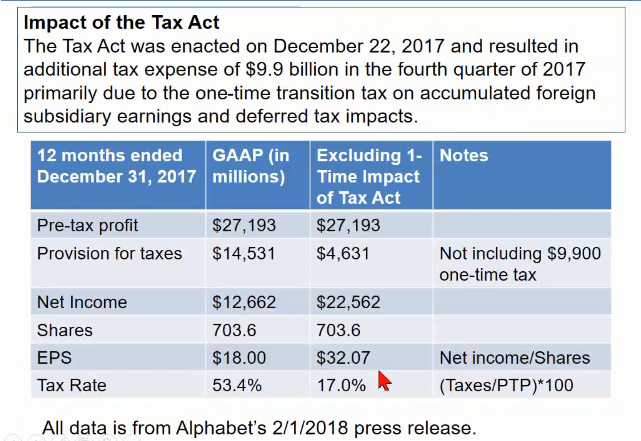 Impact of the Tax Act
The Tax Act was enacted on December 22, 2017 and resulted in
additional tax expense of $9.9 billion in the fourth quarter of 2017
primarily due to the one-time transition tax on accumulated foreign
subsidiary earnings and deferred tax impacts.
12 months ended December 31, 2017 GAAP (in millions) Excluding 1-Time Impact of Tax Act Notes
Pre-tax profit $27,193 $27,193
Provision for taxes $14,531 $4,631 Not including $9,900 one-time tax
Net Income $12,662 $22,562
Shares 703.6 703.6
EPS $18.00 $32.07 Net income/Shares
Tax Rate 53.4% 17.0% (Taxes/PTP)*100
All data is from Alphabet's 2/1/2018 press release.